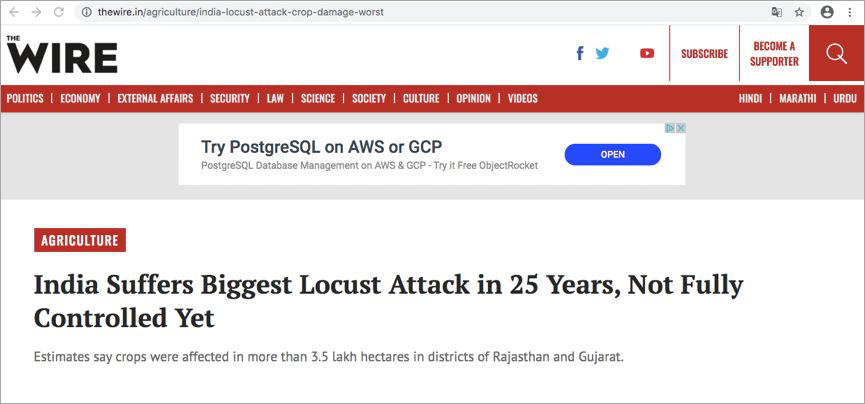 thewire.in/agriculture/india-locust-attack-crop-damage-worst
THE
WIRE
SUBSCRIBE
BECOME A
SUPPORTER
POLITICS | ECONOMY | EXTERNAL AFFAIRS | SECURITY | LAW | SCIENCE | SOCIETY | CULTURE | OPINION | VIDEOS
HINDI | MARATHI | URDU
Try PostgreSQL on AWS or GCP
PostgreSQL Database Management on AWS & GCP - Try it Free ObjectRocket
OPEN
AGRICULTURE
India Suffers Biggest Locust Attack in 25 Years, Not Fully
Controlled Yet
Estimates say crops were affected in more than 3.5 lakh hectares in districts of Rajasthan and Gujarat.